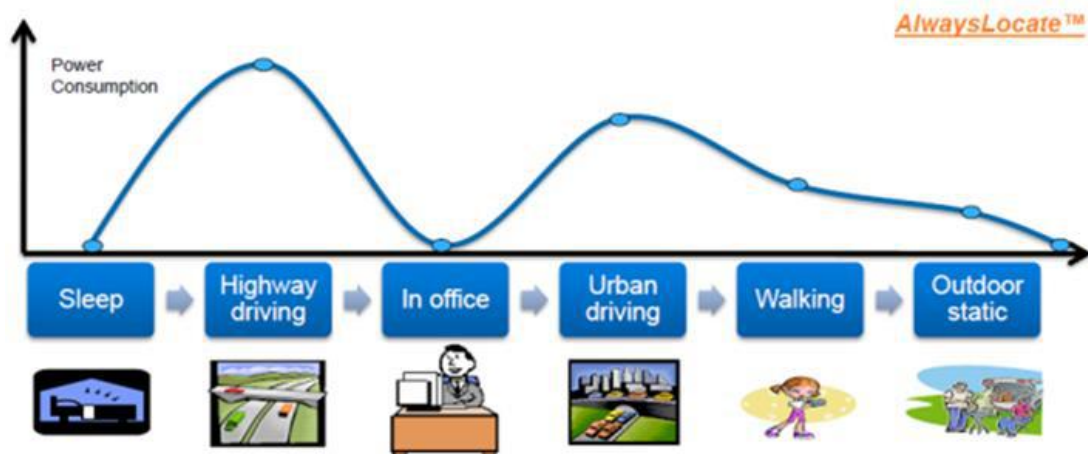 AlwaysLocate™
Power
Consumption
Sleep
Highway
driving
In office
Urban
driving
Walking
Outdoor
static